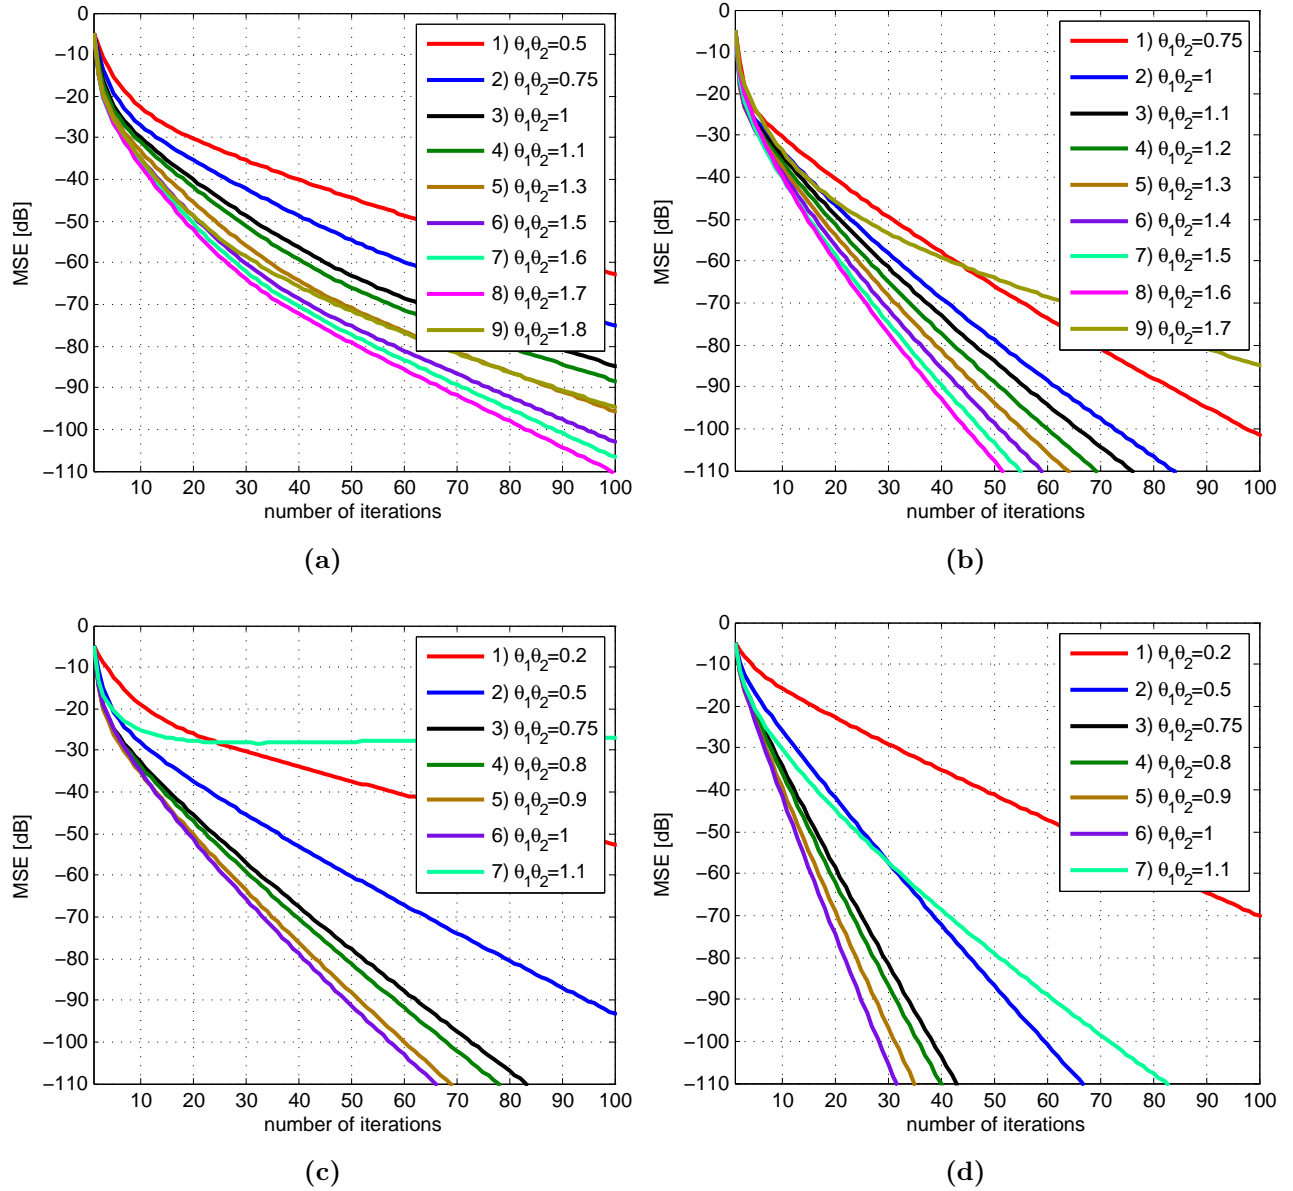 0
−10
−20
−30
−40
−50
−60
−70
−80
−90
−100
−110
MSE [dB]
1) θ1θ2=0.5
2) θ1θ2=0.75
3) θ1θ2=1
4) θ1θ2=1.1
5) θ1θ2=1.3
6) θ1θ2=1.5
7) θ1θ2=1.6
8) θ1θ2=1.7
9) θ1θ2=1.8
10 20 30 40 50 60 70 80 90 100
number of iterations
(a)
0
−10
−20
−30
−40
−50
−60
−70
−80
−90
−100
−110
MSE [dB]
1) θ1θ2=0.75
2) θ1θ2=1
3) θ1θ2=1.1
4) θ1θ2=1.2
5) θ1θ2=1.3
6) θ1θ2=1.4
7) θ1θ2=1.5
8) θ1θ2=1.6
9) θ1θ2=1.7
10 20 30 40 50 60 70 80 90 100
number of iterations
(b)
0
−10
−20
−30
−40
−50
−60
−70
−80
−90
−100
−110
MSE [dB]
1) θ1θ2=0.2
2) θ1θ2=0.5
3) θ1θ2=0.75
4) θ1θ2=0.8
5) θ1θ2=0.9
6) θ1θ2=1
7) θ1θ2=1.1
10 20 30 40 50 60 70 80 90 100
number of iterations
(c)
0
−10
−20
−30
−40
−50
−60
−70
−80
−90
−100
−110
MSE [dB]
1) θ1θ2=0.2
2) θ1θ2=0.5
3) θ1θ2=0.75
4) θ1θ2=0.8
5) θ1θ2=0.9
6) θ1θ2=1
7) θ1θ2=1.1
10 20 30 40 50 60 70 80 90 100
number of iterations
(d)